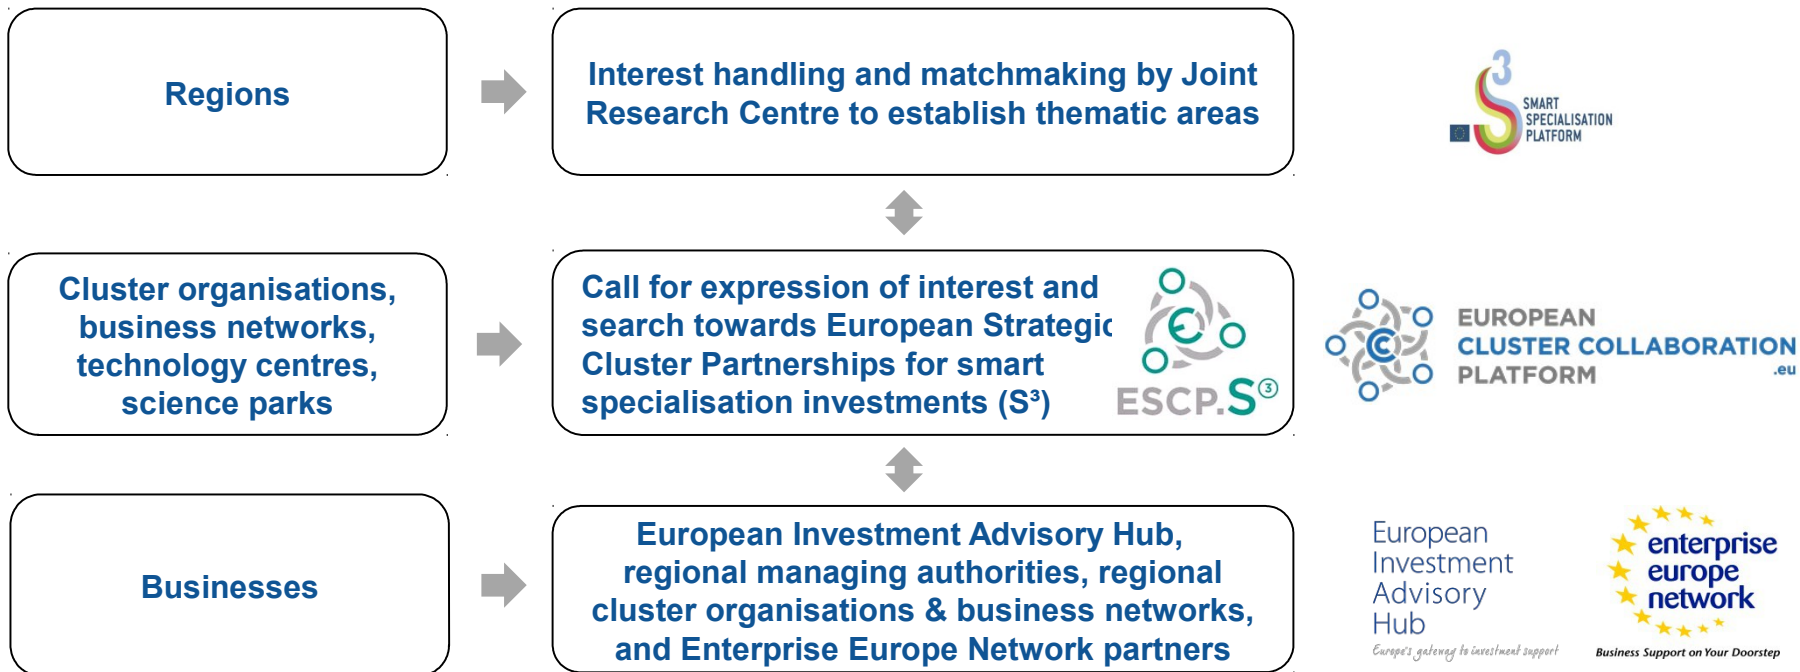 Regions
Interest handling and matchmaking by Joint
Research Centre to establish thematic areas
3
S
SMART
SPECIALISATION
PLATFORM
Cluster organisations,
business networks,
technology centres,
science parks
Call for expression of interest and
search towards European Strategic
Cluster Partnerships for smart
specialisation investments (S³)
€
ESCP.S③
C
EUROPEAN
CLUSTER COLLABORATION
.eu
PLATFORM
Businesses
European Investment Advisory Hub,
regional managing authorities, regional
cluster organisations & business networks,
and Enterprise Europe Network partners
European
Investment
Advisory
Hub
Europe's gateway to investment support
enterprise
europe
network
Business Support on Your Doorstep